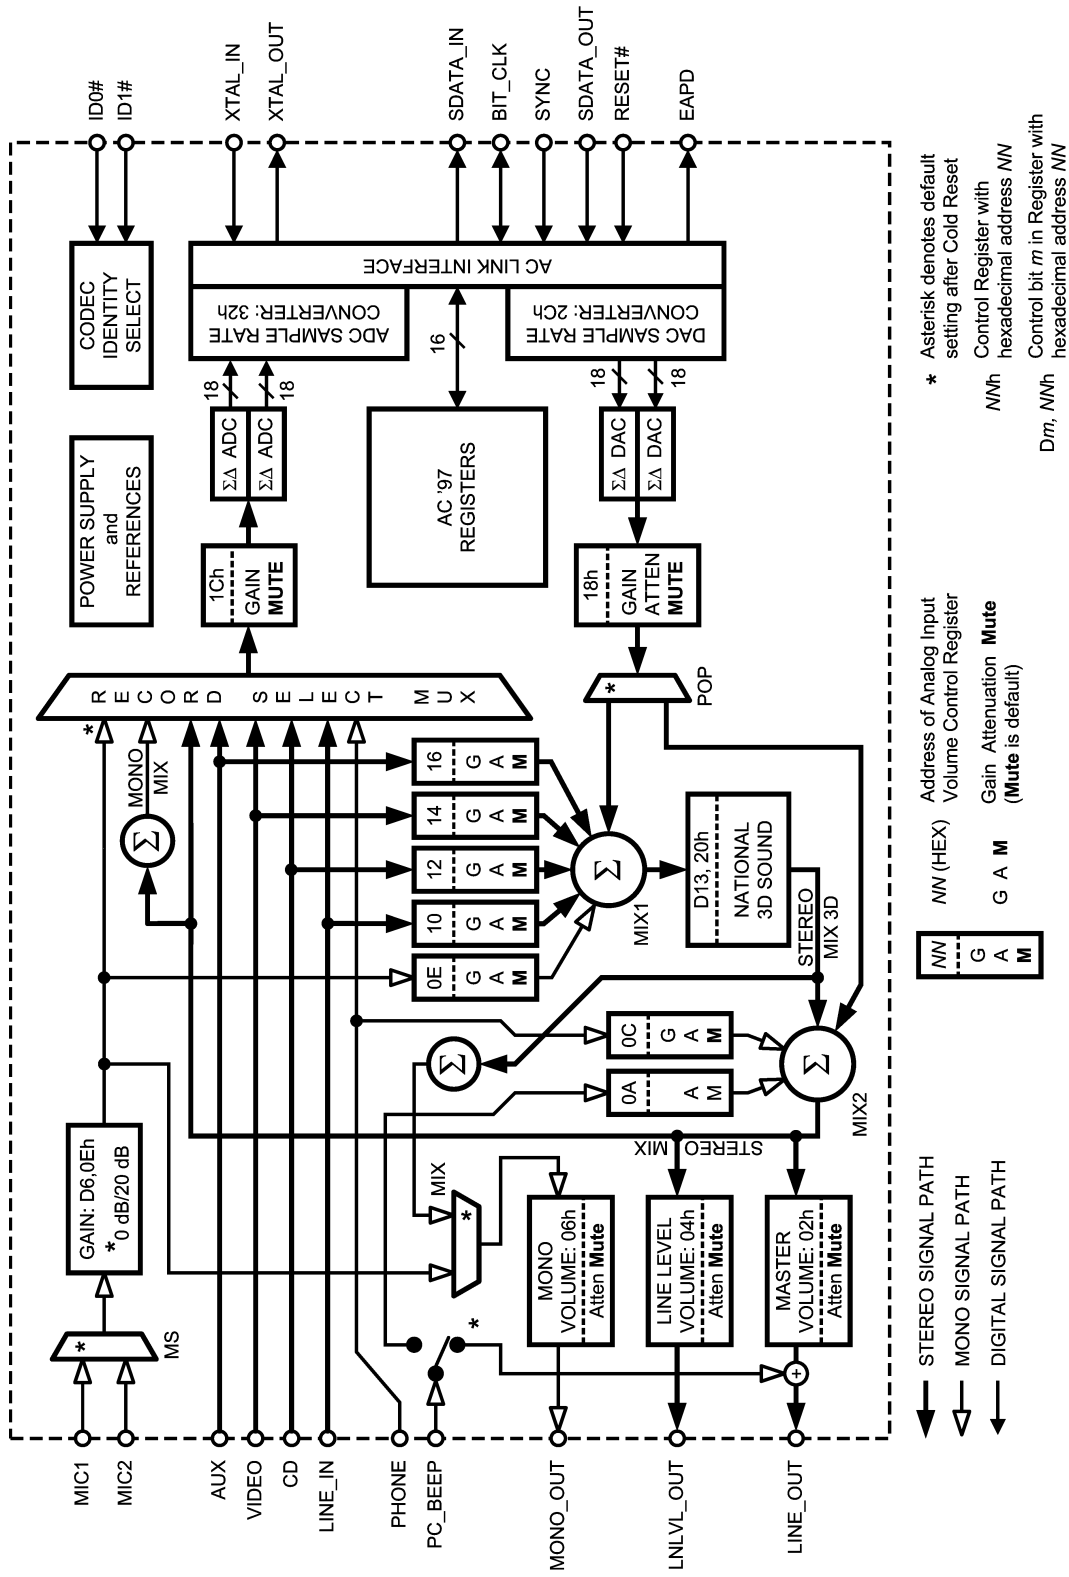 MIC1
MIC2
AUX
VIDEO
CD
LINE_IN
PHONE
PC_BEEP
MONO_OUT
LNLVL_OUT
LINE_OUT
*
MS
GAIN: D6,0Eh
* 0 dB/20 dB
MONO
MIX
Σ
*
R E C O R D S E L E C T M U X
1Ch
GAIN
MUTE
ΣΔ ADC
ΣΔ ADC
18
18
ADC SAMPLE RATE
CONVERTER: 32h
POWER SUPPLY
and
REFERENCES
CODEC
IDENTITY
SELECT
ID0#
ID1#
XTAL_IN
XTAL_OUT
SDATA_IN
BIT_CLK
SYNC
SDATA_OUT
RESET#
EAPD
AC LINK INTERFACE
16
AC '97
REGISTERS
DAC SAMPLE RATE
CONVERTER: 2Ch
18
18
ΣΔ DAC
ΣΔ DAC
18h
GAIN
ATTEN
MUTE
*
POP
16
G A M
14
G A M
12
G A M
10
G A M
0E
G A M
Σ
MIX1
D13, 20h
NATIONAL
3D SOUND
STEREO
MIX 3D
0C
G A M
0A
A M
Σ
Σ
MIX2
STEREO
MIX
MIX
*
*
MONO
VOLUME: 06h
Atten Mute
LINE LEVEL
VOLUME: 04h
Atten Mute
MASTER
VOLUME: 02h
Atten Mute
+
STEREO SIGNAL PATH
MONO SIGNAL PATH
DIGITAL SIGNAL PATH
NN
G A M
NN (HEX)
Address of Analog Input
Volume Control Register
G A M
Gain Attenuation Mute
(Mute is default)
*
Asterisk denotes default
setting after Cold Reset
NNh
Control Register with
hexadecimal address NN
Dm, NNh
Control bit m in Register with
hexadecimal address NN